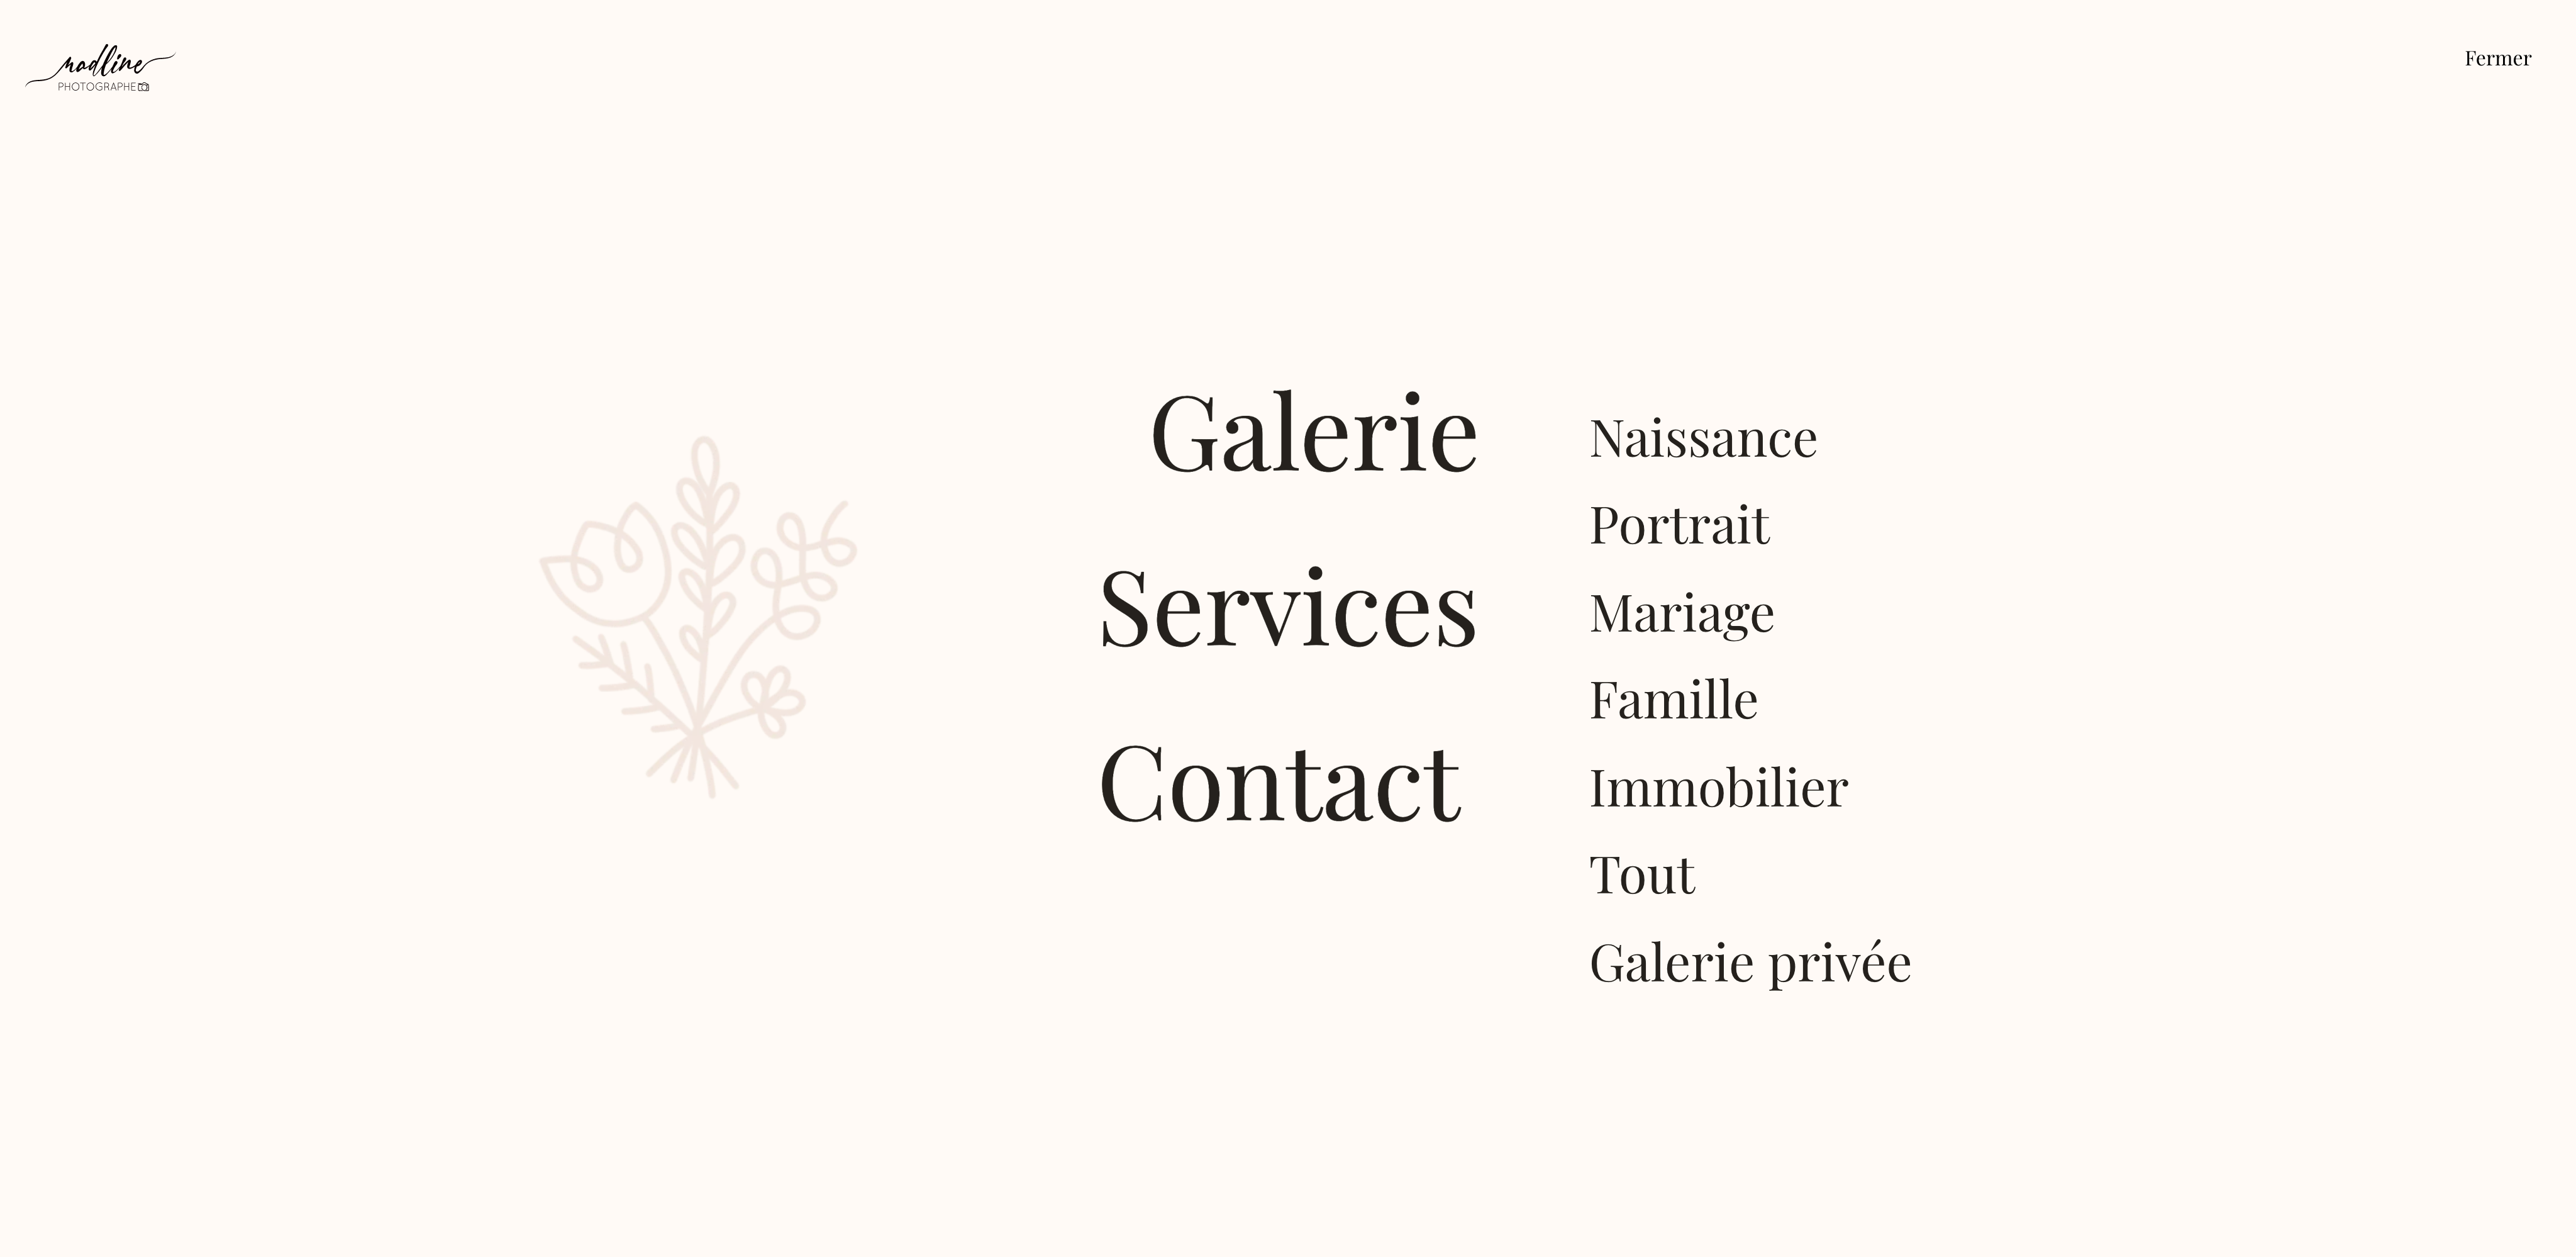 nadline
PHOTOGRAPHE
Fermer
Galerie
Services
Contact
Naissance
Portrait
Mariage
Famille
Immobilier
Tout
Galerie privée